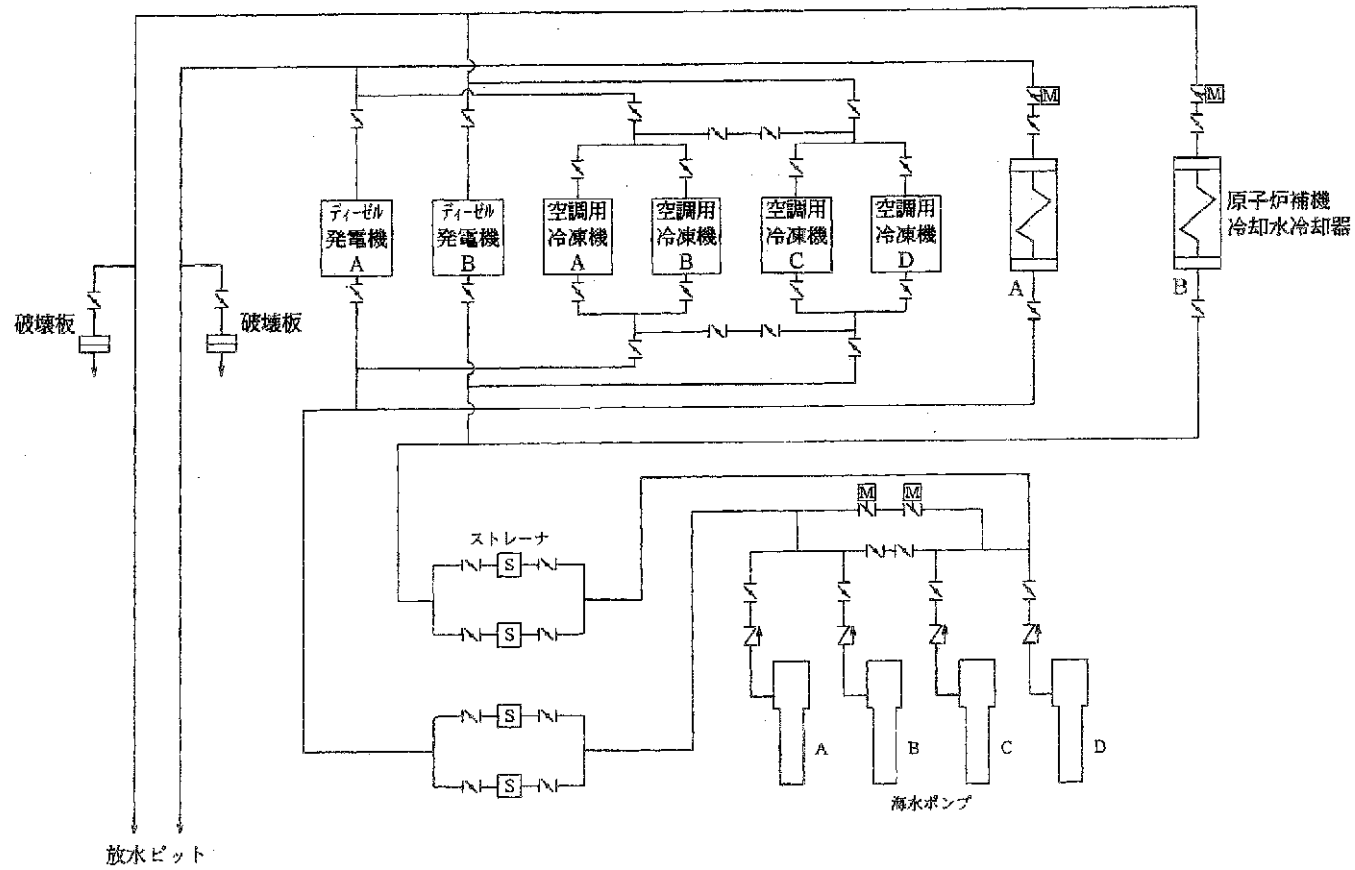 M
M
ディーゼル
発電機
A
ディーゼル
発電機
B
空調用
冷凍機
A
空調用
冷凍機
B
空調用
冷凍機
C
空調用
冷凍機
D
原子炉補機
冷却水冷却器
A
B
破壊板
破壊板
M
M
ストレーナ
S
S
S
S
A
B
C
D
海水ポンプ
放水ピット